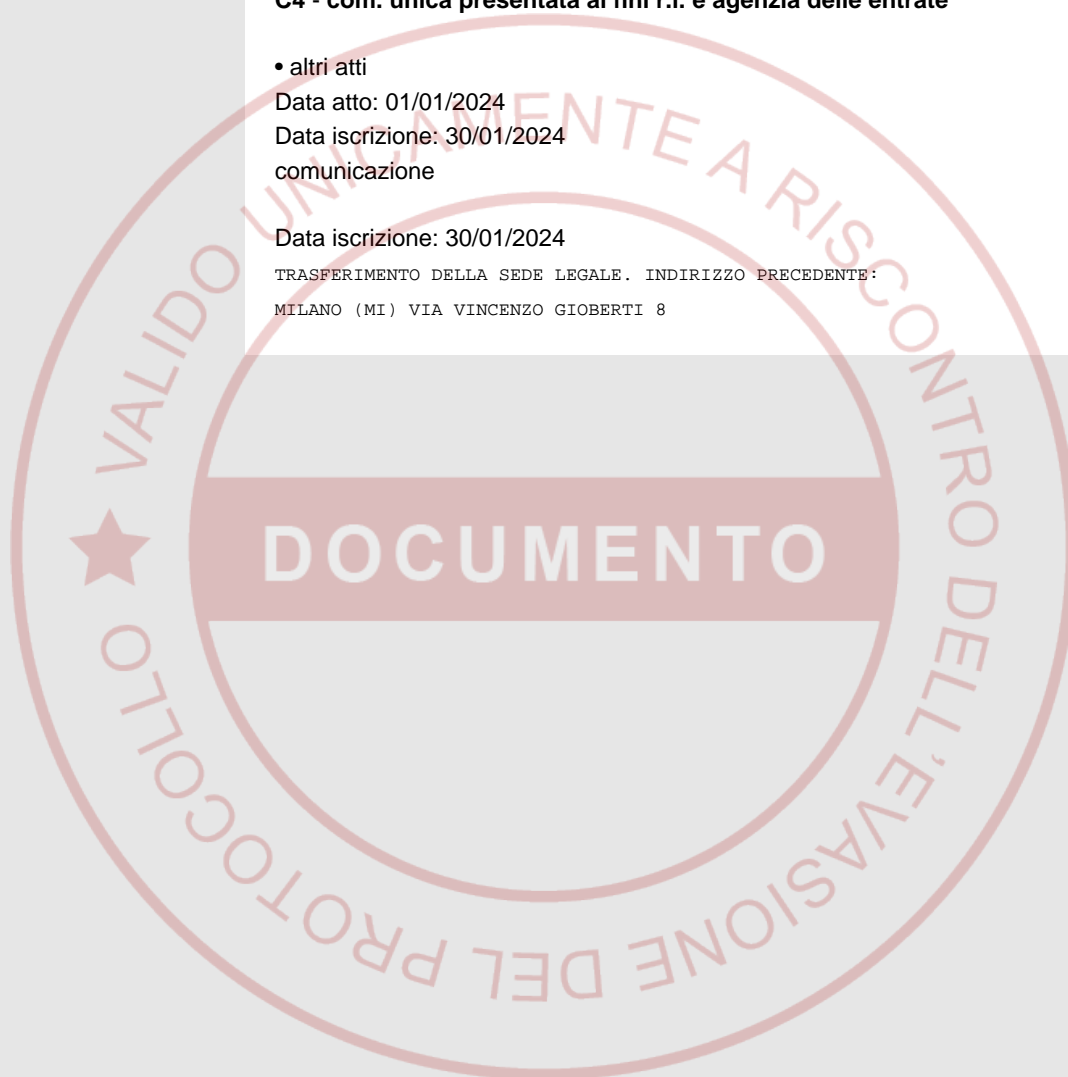 C4 - com. unica presentata ai fini r.i. e agenzia delle entrate
• altri atti
Data atto: 01/01/2024
Data iscrizione: 30/01/2024
comunicazione
Data iscrizione: 30/01/2024
TRASFERIMENTO DELLA SEDE LEGALE. INDIRIZZO PRECEDENTE:
MILANO (MI) VIA VINCENZO GIOBERTI 8
VALIDO UNICAMENTE A RISCONTRO DELL'EVASIONE DEL PROTOCOLLO
DOCUMENTO